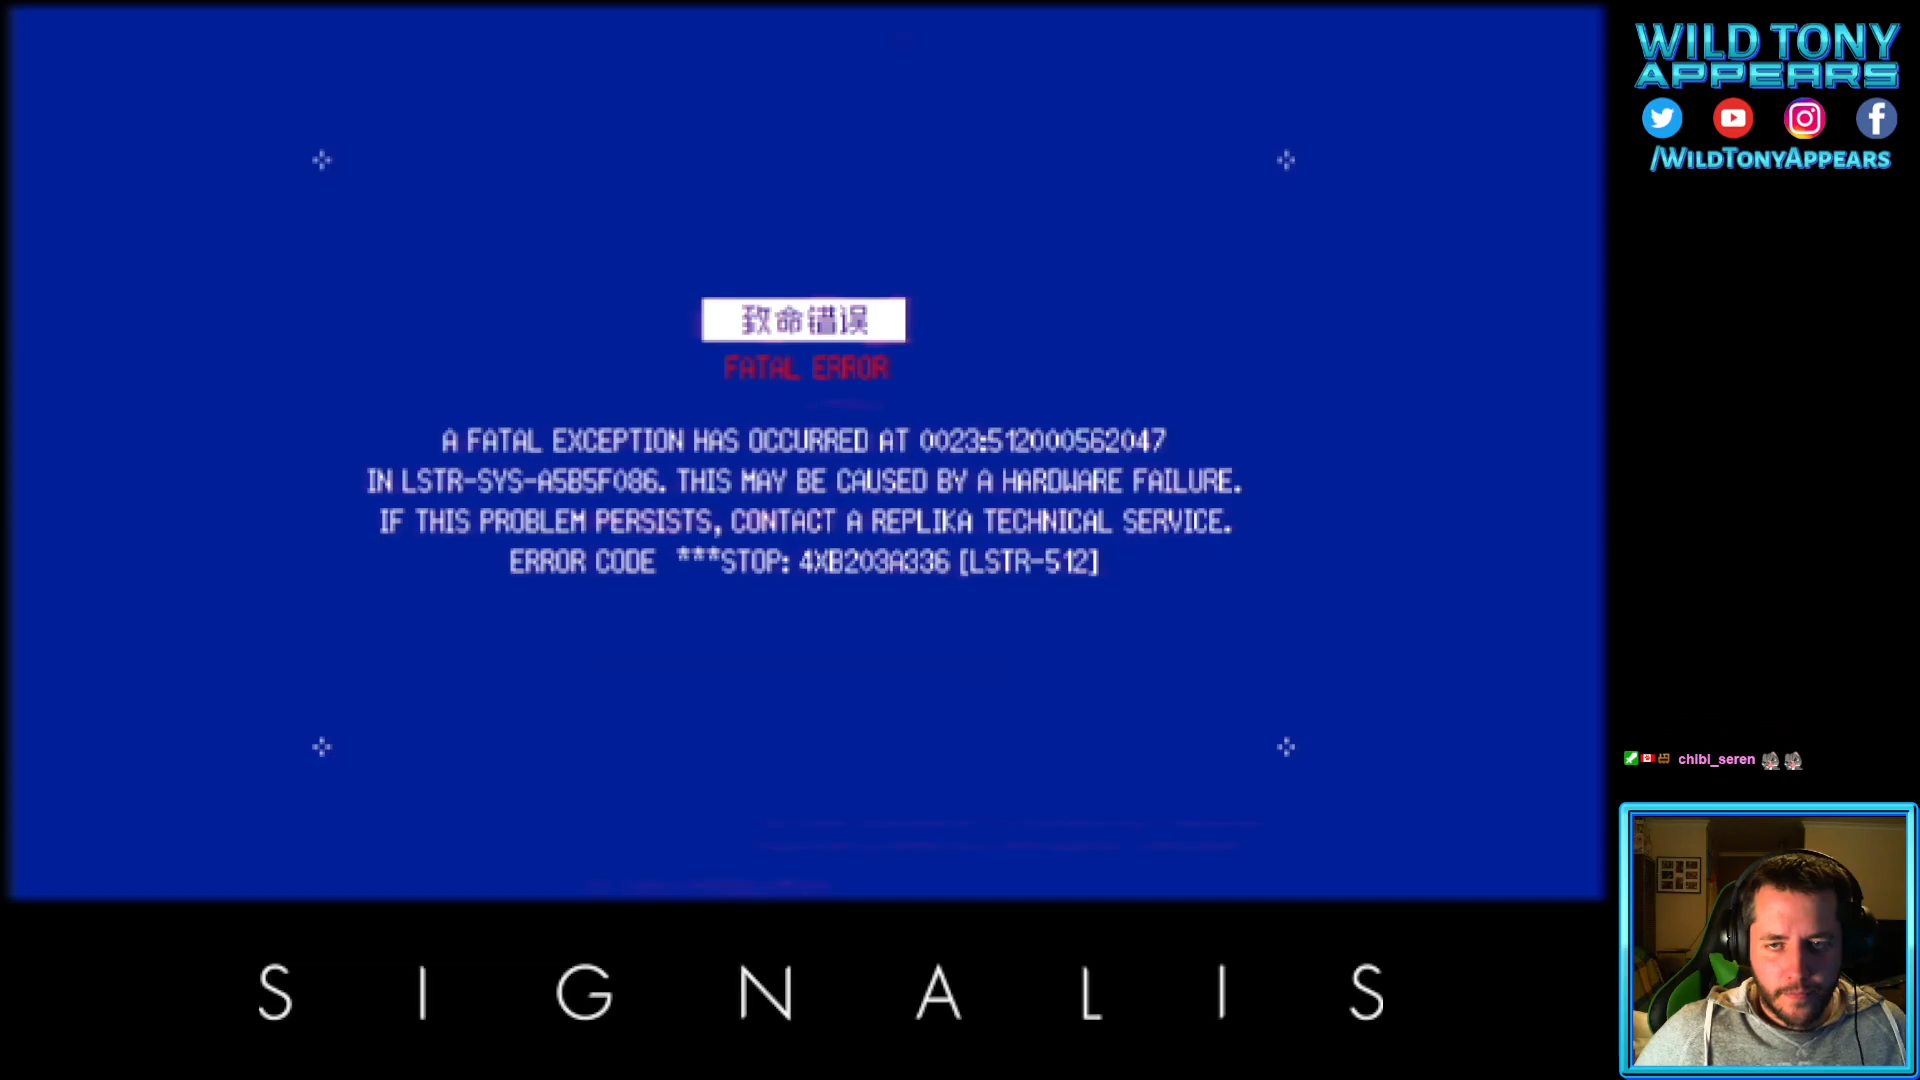 WILD TONY
APPEARS
/WILDTONYAPPEARS
致命错误
FATAL ERROR
A FATAL EXCEPTION HAS OCCURRED AT 0023:512000562047
IN LSTR-SYS-A5B5F086. THIS MAY BE CAUSED BY A HARDWARE FAILURE.
IF THIS PROBLEM PERSISTS, CONTACT A REPLIKA TECHNICAL SERVICE.
ERROR CODE ***STOP: 4XB203A336 [LSTR-512]
chibi_seren
SIGNALIS